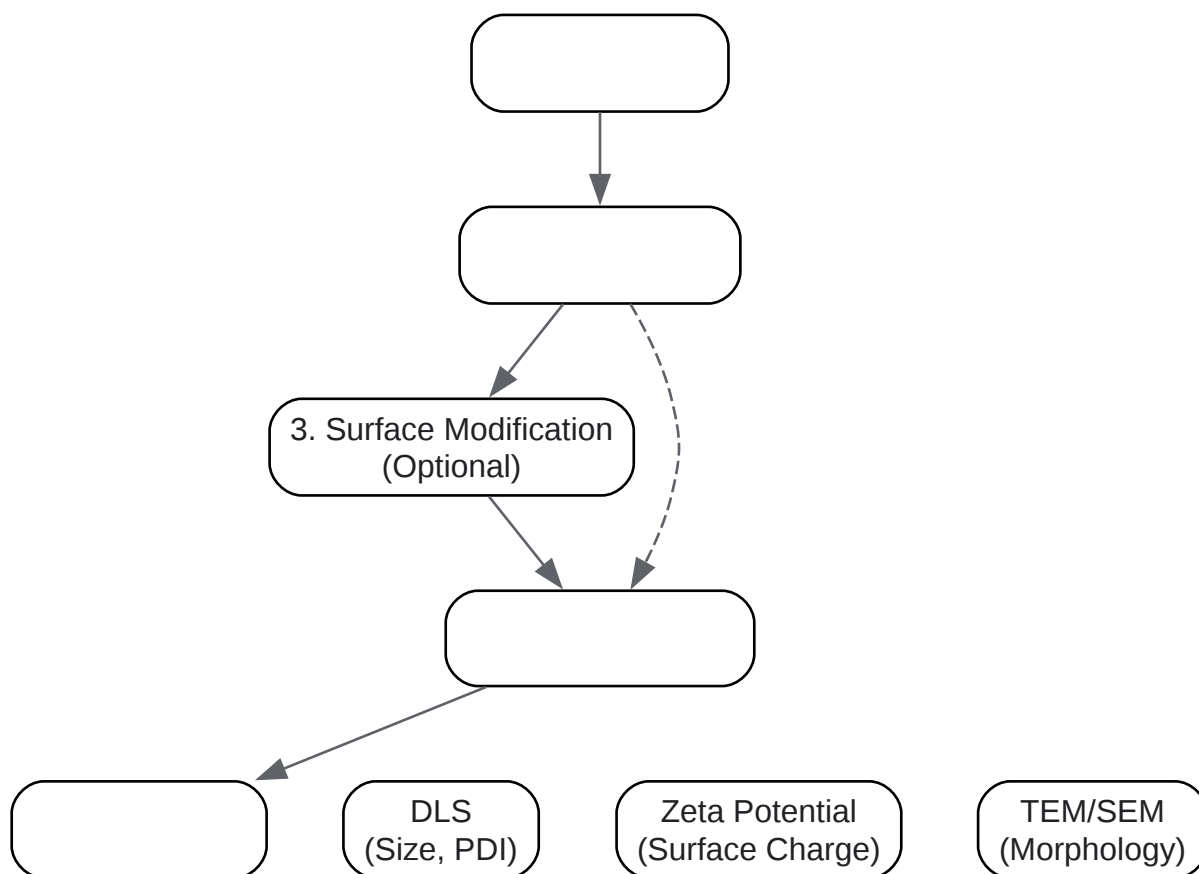 3. Surface Modification
(Optional)
DLS
(Size, PDI)
Zeta Potential
(Surface Charge)
TEM/SEM
(Morphology)